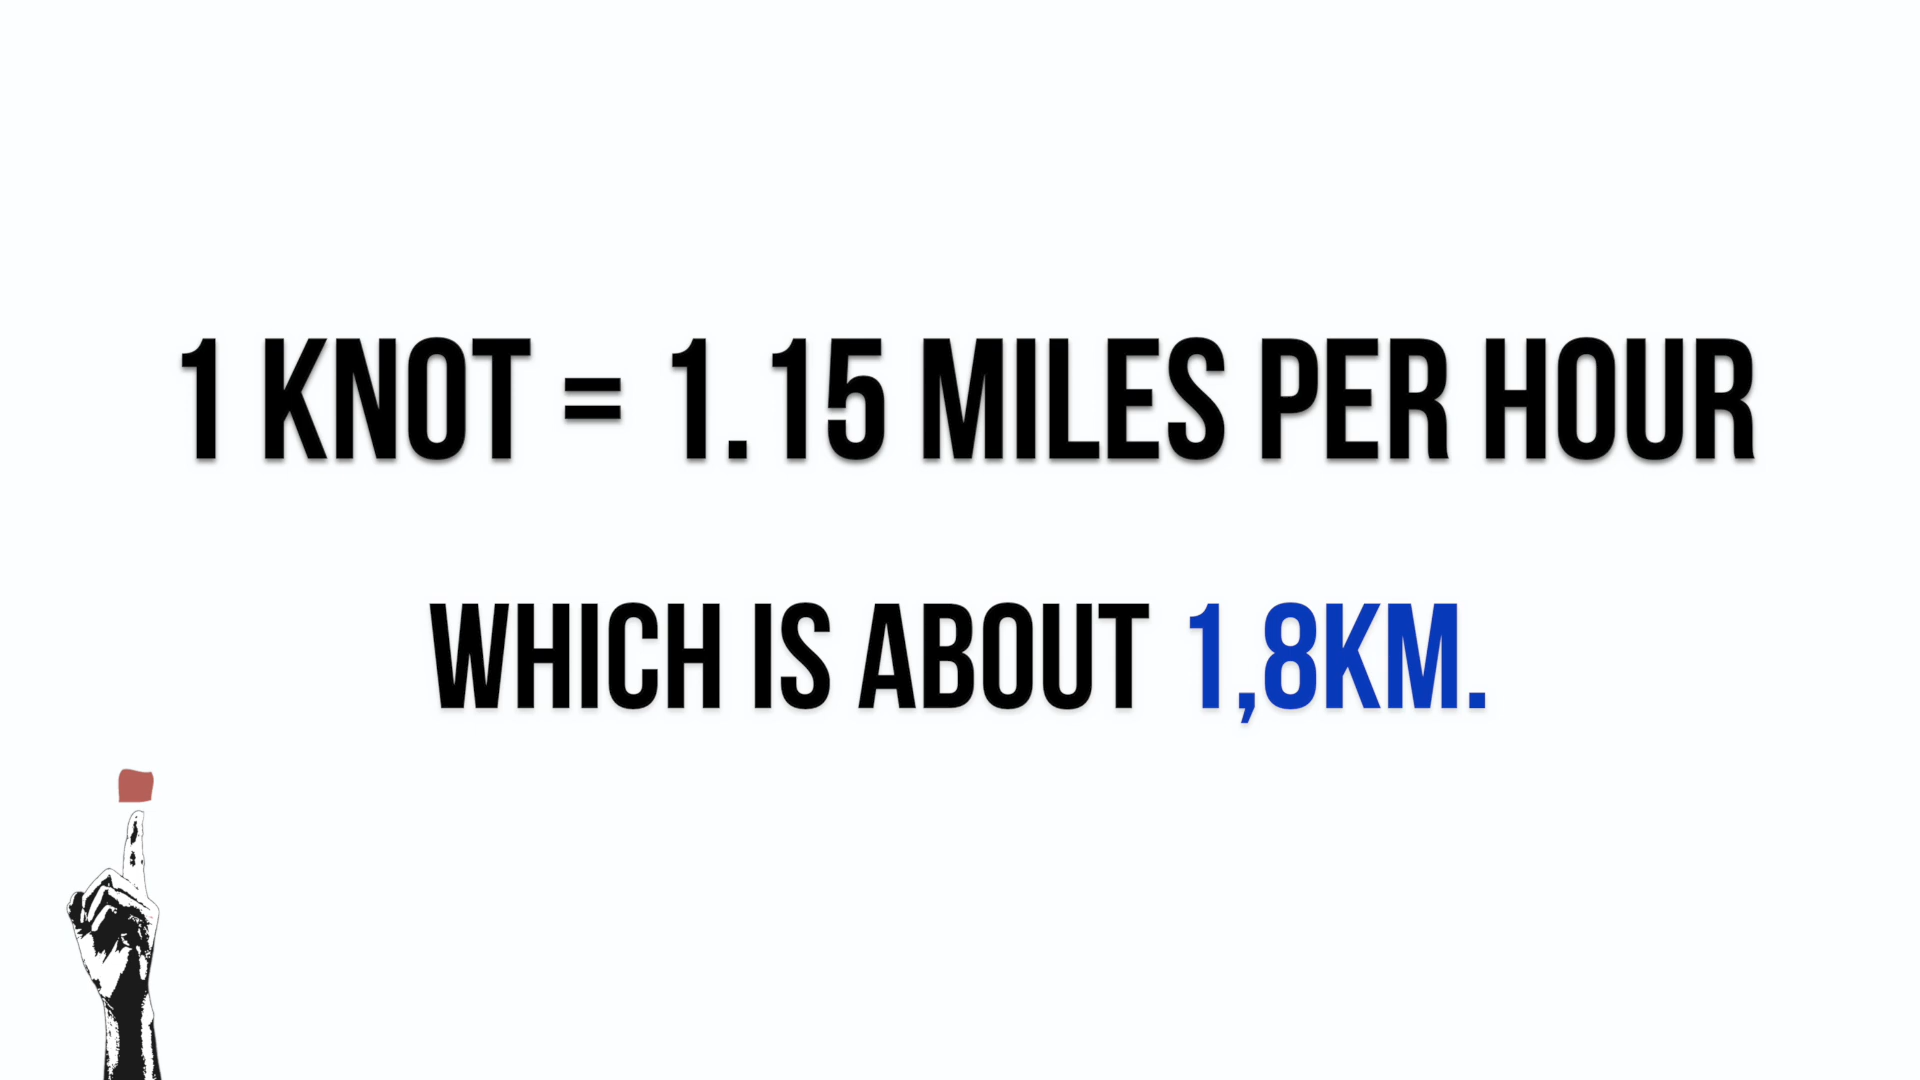 1 KNOT = 1.15 MILES PER HOUR
WHICH IS ABOUT 1,8KM.